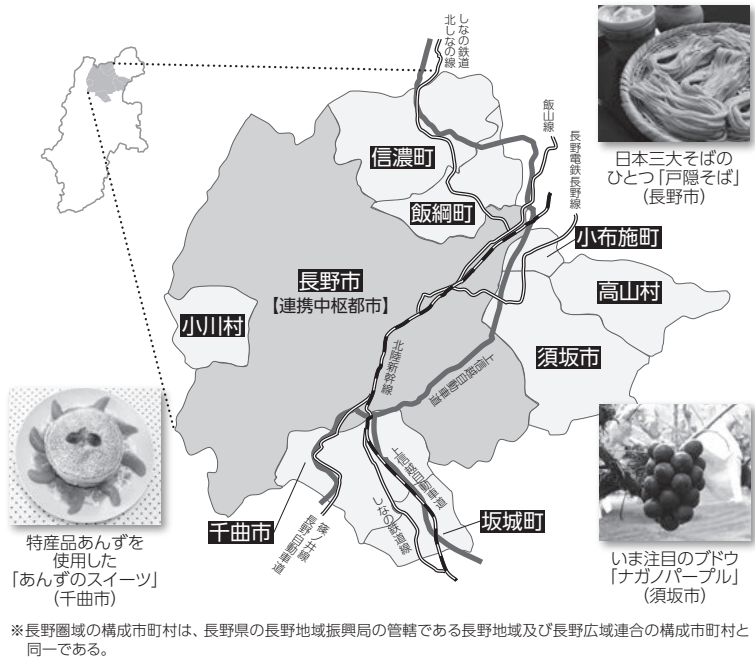 しなの鉄道
北しなの線
飯山線
長野電鉄長野線
日本三大そばの
ひとつ「戸隠そば」
(長野市)
信濃町
飯綱町
小布施町
高山村
長野市
【連携中枢都市】
小川村
須坂市
北陸新幹線
上信越自動車道
上信越自動車道
しなの鉄道線
篠ノ井線
長野自動車道
千曲市
坂城町
特産品あんずを
使用した
「あんずのスイーツ」
(千曲市)
いま注目のブドウ
「ナガノパープル」
(須坂市)
※長野圏域の構成市町村は、長野県の長野地域振興局の管轄である長野地域及び長野広域連合の構成市町村と
同一である。